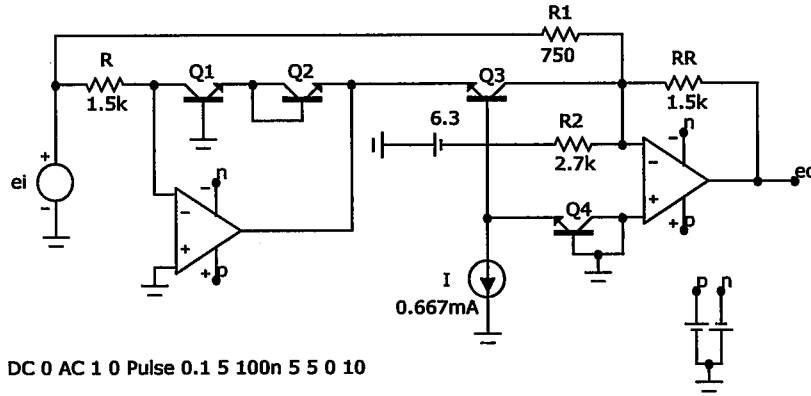 R1
750
R
1.5k
Q1
Q2
Q3
RR
1.5k
6.3
R2
2.7k
n
−
−
+
+
p
eo
+
ei
−
n
−
−
+
+
p
Q4
I
0.667mA
p
n
DC 0 AC 1 0 Pulse 0.1 5 100n 5 5 0 10